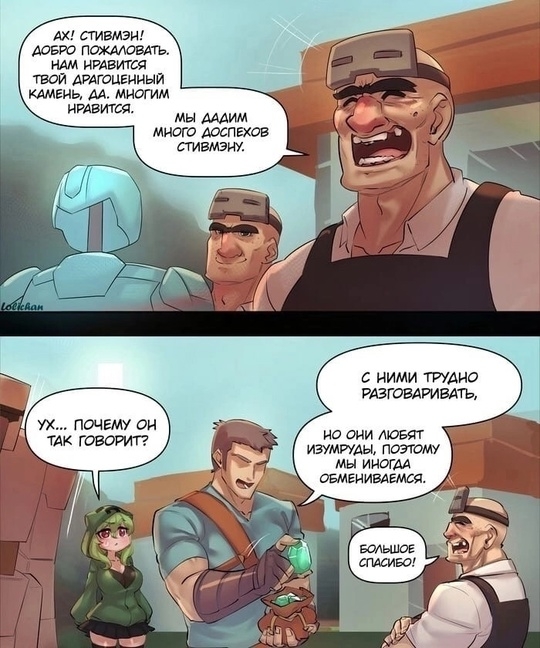 АХ! СТИВМЭН!
ДОБРО ПОЖАЛОВАТЬ.
НАМ НРАВИТСЯ
ТВОЙ ДРАГОЦЕННЫЙ
КАМЕНЬ, ДА. МНОГИМ
НРАВИТСЯ.
МЫ ДАДИМ
МНОГО ДОСПЕХОВ
СТИВМЭНУ.
Lolkhan
С НИМИ ТРУДНО
РАЗГОВАРИВАТЬ,
УХ... ПОЧЕМУ ОН
ТАК ГОВОРИТ?
НО ОНИ ЛЮБЯТ
ИЗУМРУДЫ, ПОЭТОМУ
МЫ ИНОГДА
ОБМЕНИВАЕМСЯ.
БОЛЬШОЕ
СПАСИБО!